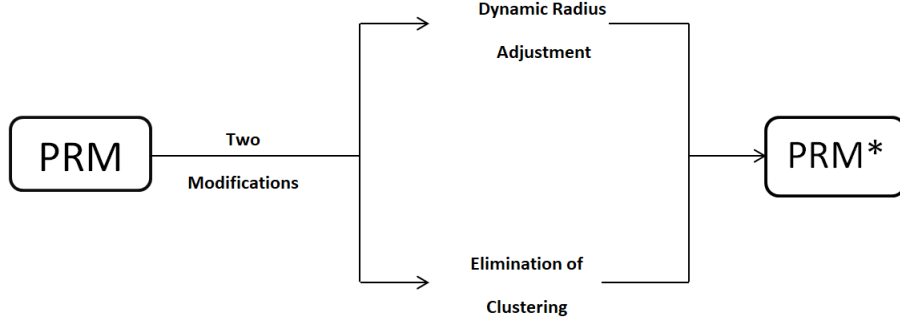 PRM
Two
Modifications
Dynamic Radius
Adjustment
Elimination of
Clustering
PRM*